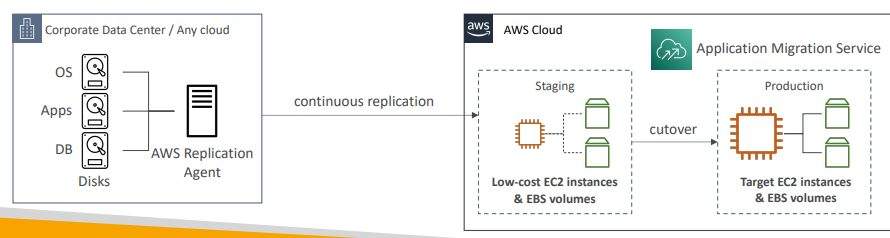 Corporate Data Center / Any cloud
OS
Apps
DB
Disks
AWS Replication
Agent
continuous replication
aws
AWS Cloud
Application Migration Service
Staging
Low-cost EC2 instances
& EBS volumes
cutover
Production
Target EC2 instances
& EBS volumes